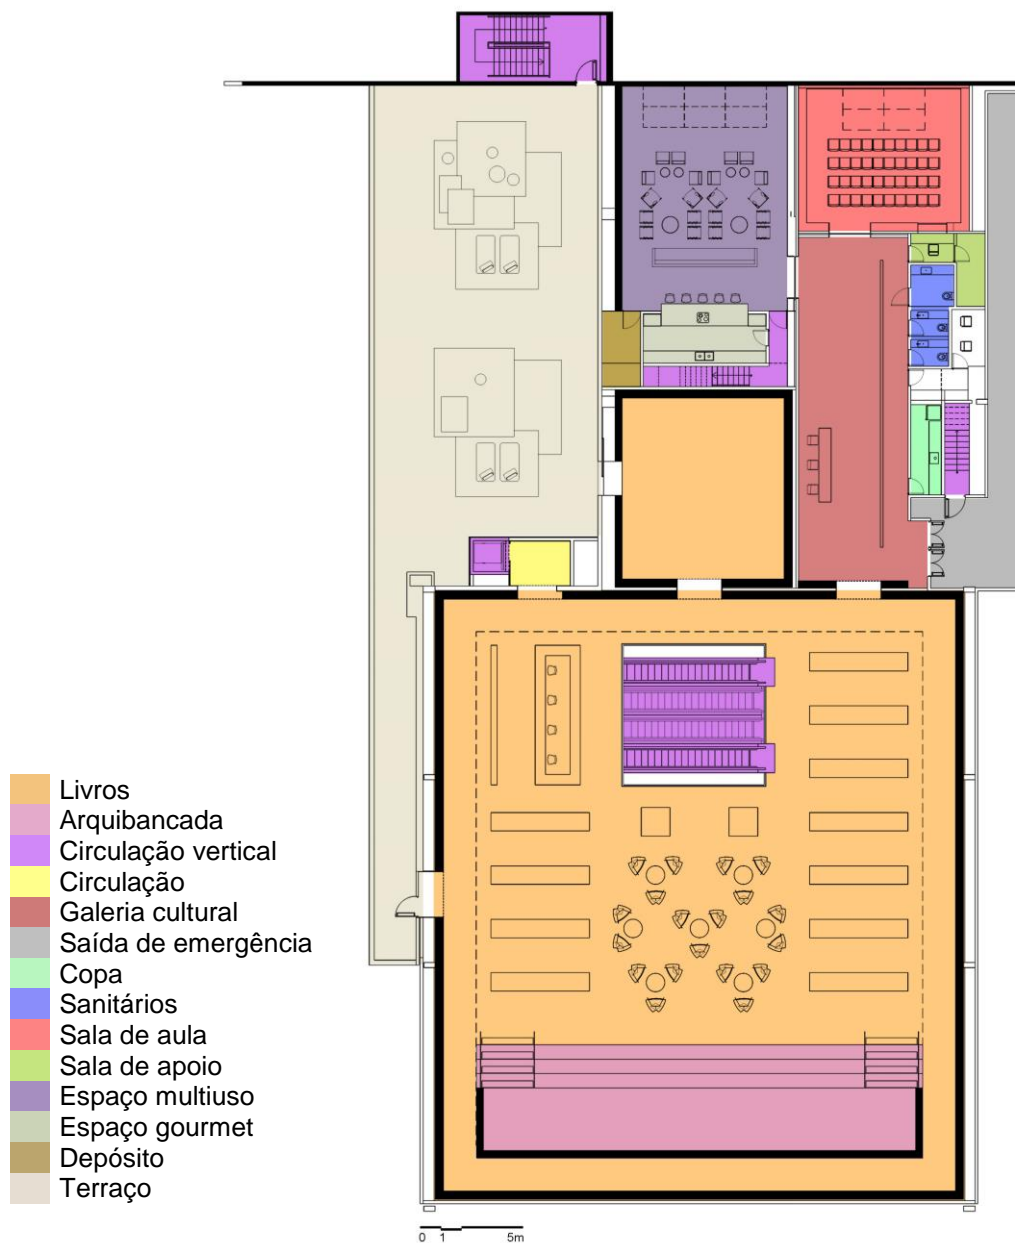 Livros
Arquibancada
Circulação vertical
Circulação
Galeria cultural
Saída de emergência
Copa
Sanitários
Sala de aula
Sala de apoio
Espaço multiuso
Espaço gourmet
Depósito
Terraço
0 1 5m